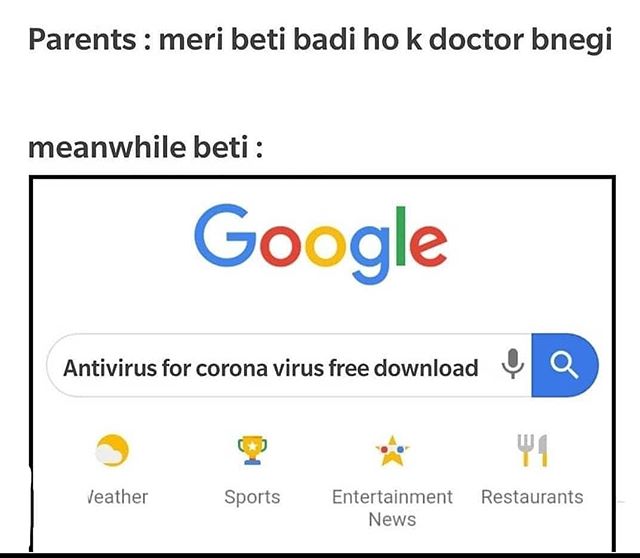 Parents : meri beti badi ho k doctor bnegi
meanwhile beti :
Google
Antivirus for corona virus free download
/eather Sports Entertainment Restaurants
News